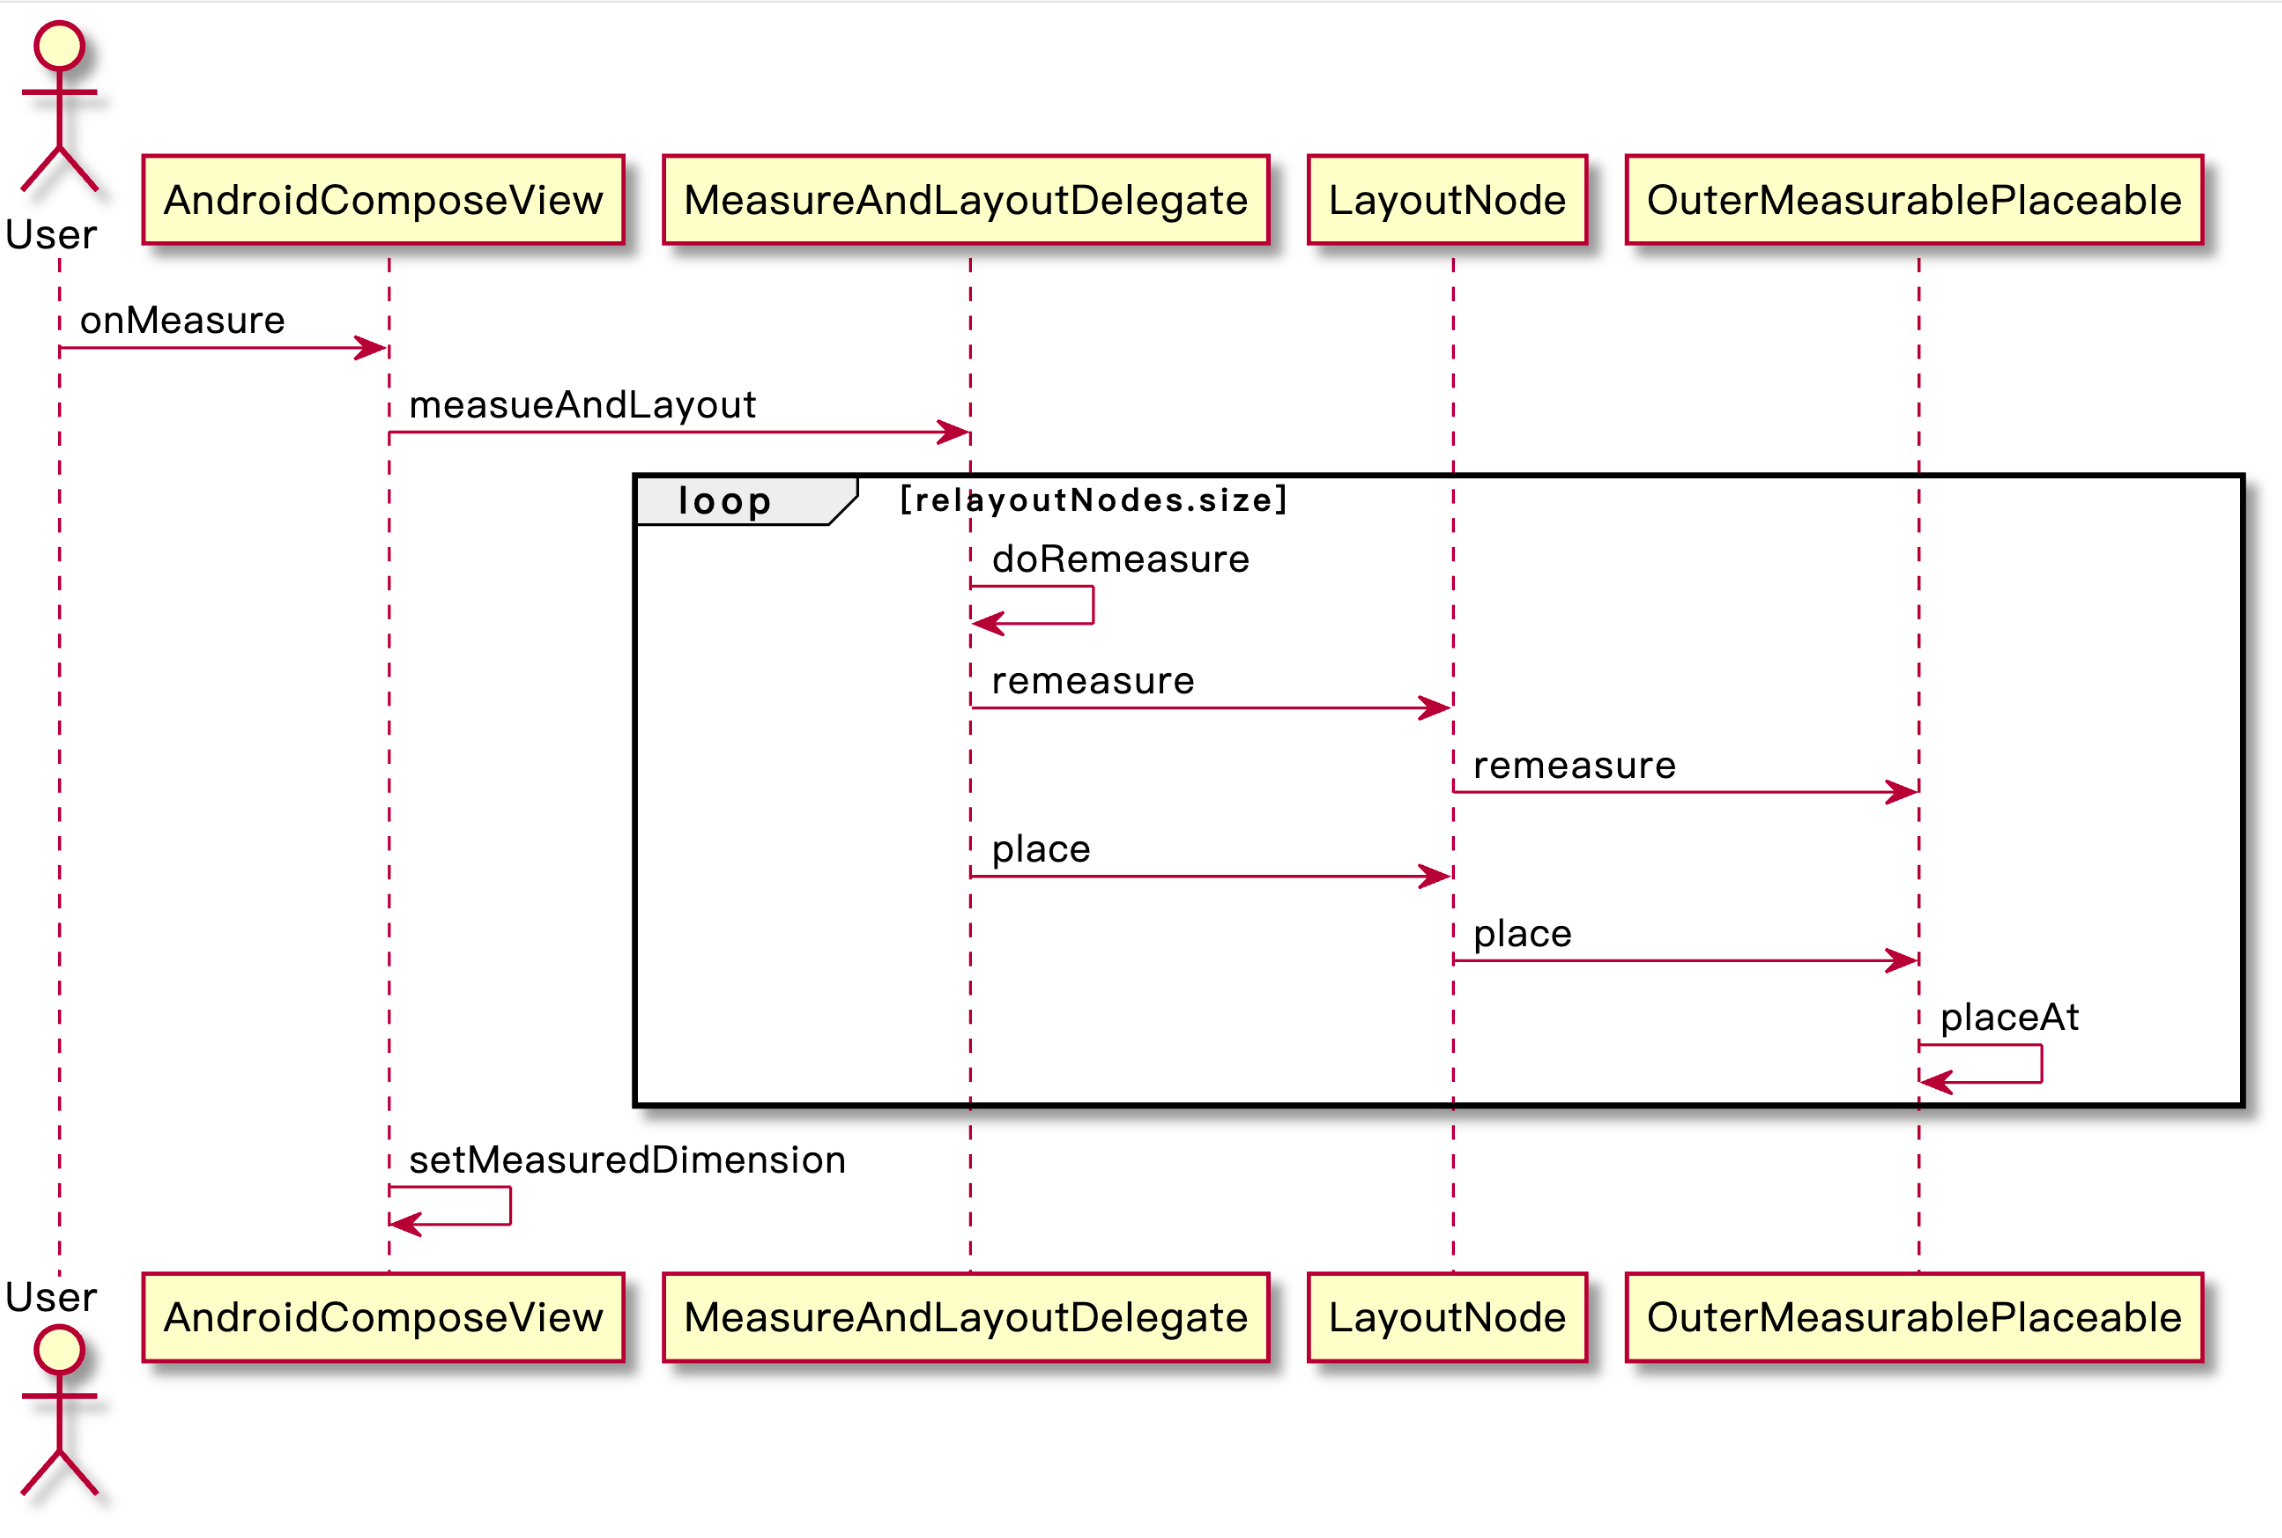 User
AndroidComposeView
MeasureAndLayoutDelegate
LayoutNode
OuterMeasurablePlaceable
onMeasure
measueAndLayout
loop
[relayoutNodes.size]
doRemeasure
remeasure
remeasure
place
place
placeAt
setMeasuredDimension
User
AndroidComposeView
MeasureAndLayoutDelegate
LayoutNode
OuterMeasurablePlaceable